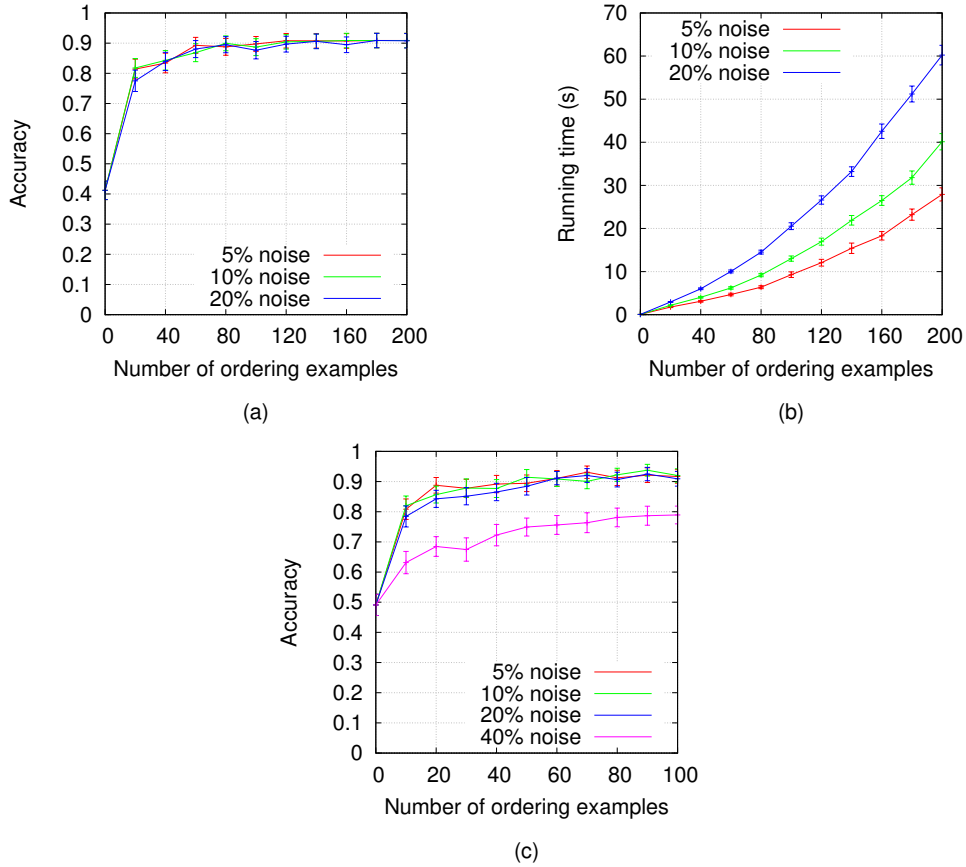 1
0.9
0.8
0.7
0.6
0.5
0.4
0.3
0.2
0.1
0
Accuracy
5% noise
10% noise
20% noise
0 40 80 120 160 200
Number of ordering examples
(a)
70
60
50
40
30
20
10
0
Running time (s)
5% noise
10% noise
20% noise
0 40 80 120 160 200
Number of ordering examples
(b)
1
0.9
0.8
0.7
0.6
0.5
0.4
0.3
0.2
0.1
0
Accuracy
5% noise
10% noise
20% noise
40% noise
0 20 40 60 80 100
Number of ordering examples
(c)